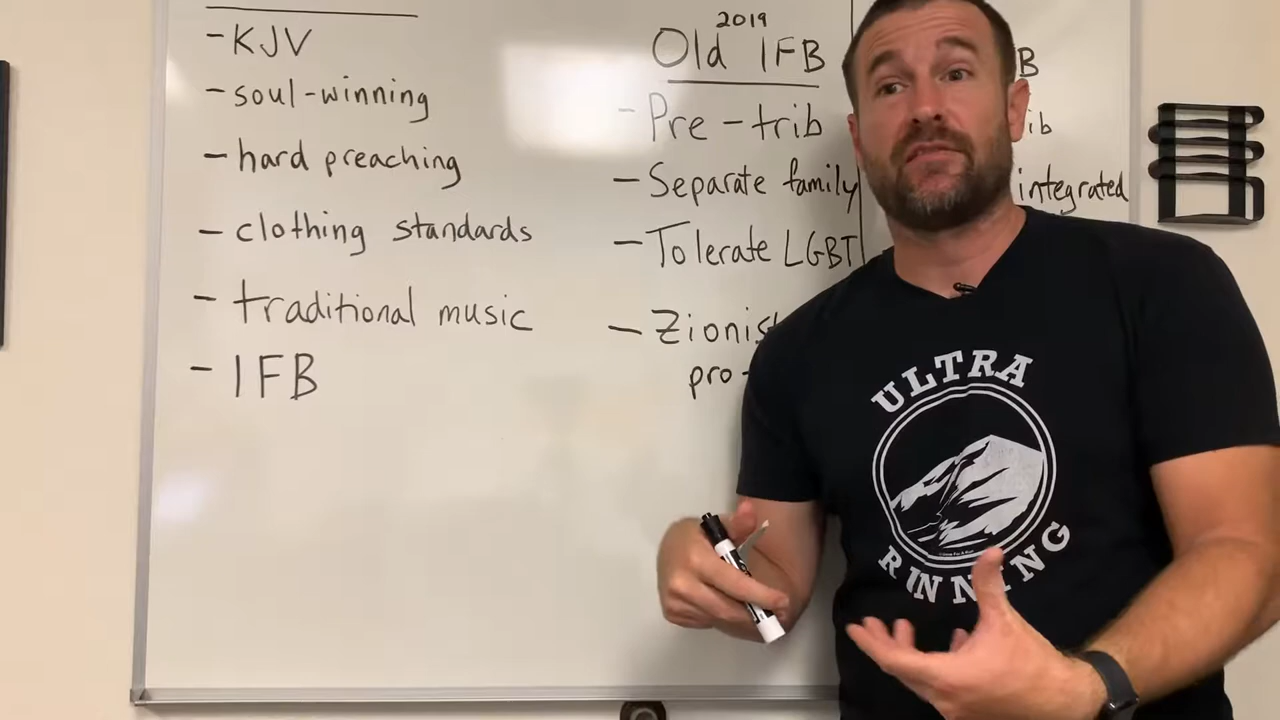 - KJV
- soul-winning
- hard preaching
- clothing standards
- traditional music
- IFB
2019
Old IFB
- Pre-trib
- Separate family
- Tolerate LGBT
- Zionist
pro-
B
ib
integrated
ULTRA
RUNNING